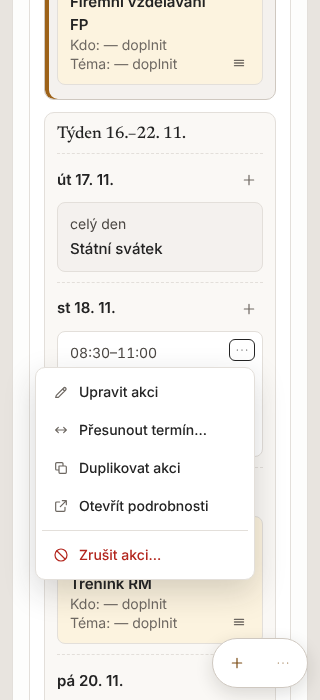 Firemní vzdělávání
FP
Kdo: — doplnit
Téma: — doplnit
Týden 16.–22. 11.
út 17. 11.
celý den
Státní svátek
st 18. 11.
08:30–11:00
Upravit akci
Přesunout termín…
Duplikovat akci
Otevřít podrobnosti
Zrušit akci…
Trénink RM
Kdo: — doplnit
Téma: — doplnit
pá 20. 11.